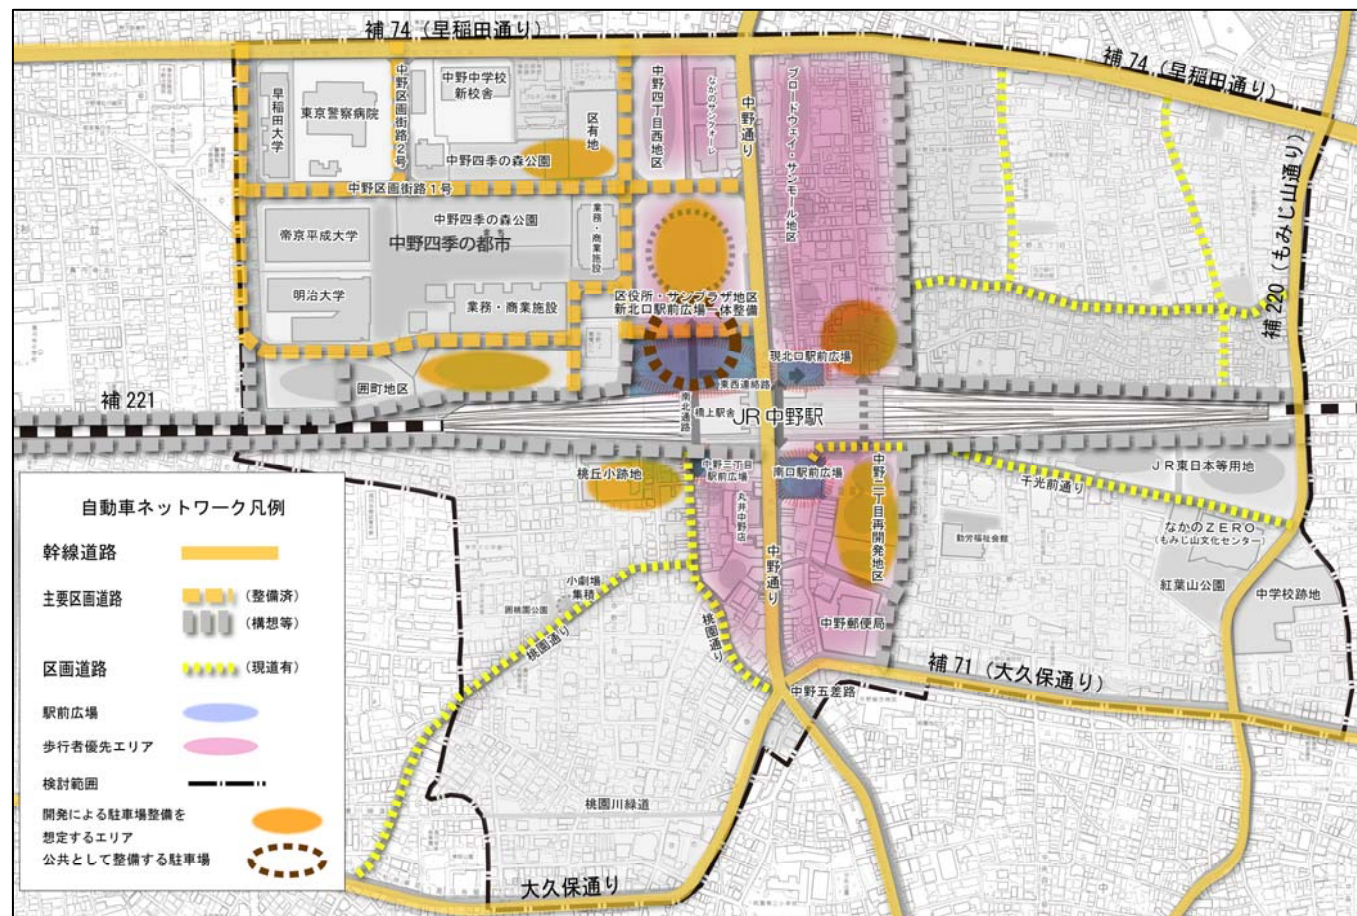 補 74（早稲田通り）
補 74（早稲田通り）
早稲田大学
東京警察病院
中野区画街路２号
中野中学校
新校舎
区有地
中野四季の森公園
中野四丁目西地区
なかのサンフォーレ
中野通り
ブロードウェイ・サンモール地区
補 220（もみじ山通り）
中野区画街路１号
帝京平成大学
中野四季の森公園
まち
中野四季の都市
業務・商業施設
明治大学
業務・商業施設
区役所・サンプラザ地区
新北口駅前広場一体整備
現北口駅前広場
囲町地区
東西連絡路
補 221
南北通路
橋上駅舎
JR 中野駅
桃丘小跡地
中野三丁目
駅前広場
南口駅前広場
中野二丁目再開発地区
ＪＲ東日本等用地
千光前通り
丸井中野店
勤労福祉会館
なかのＺＥＲＯ
（もみじ山文化センター）
紅葉山公園
中学校跡地
小劇場
集積
囲桃園公園
桃園通り
桃園通り
中野通り
中野郵便局
補 71（大久保通り）
中野五差路
桃園川緑道
大久保通り
自動車ネットワーク凡例
幹線道路
主要区画道路
（整備済）
（構想等）
区画道路
（現道有）
駅前広場
歩行者優先エリア
検討範囲
開発による駐車場整備を
想定するエリア
公共として整備する駐車場